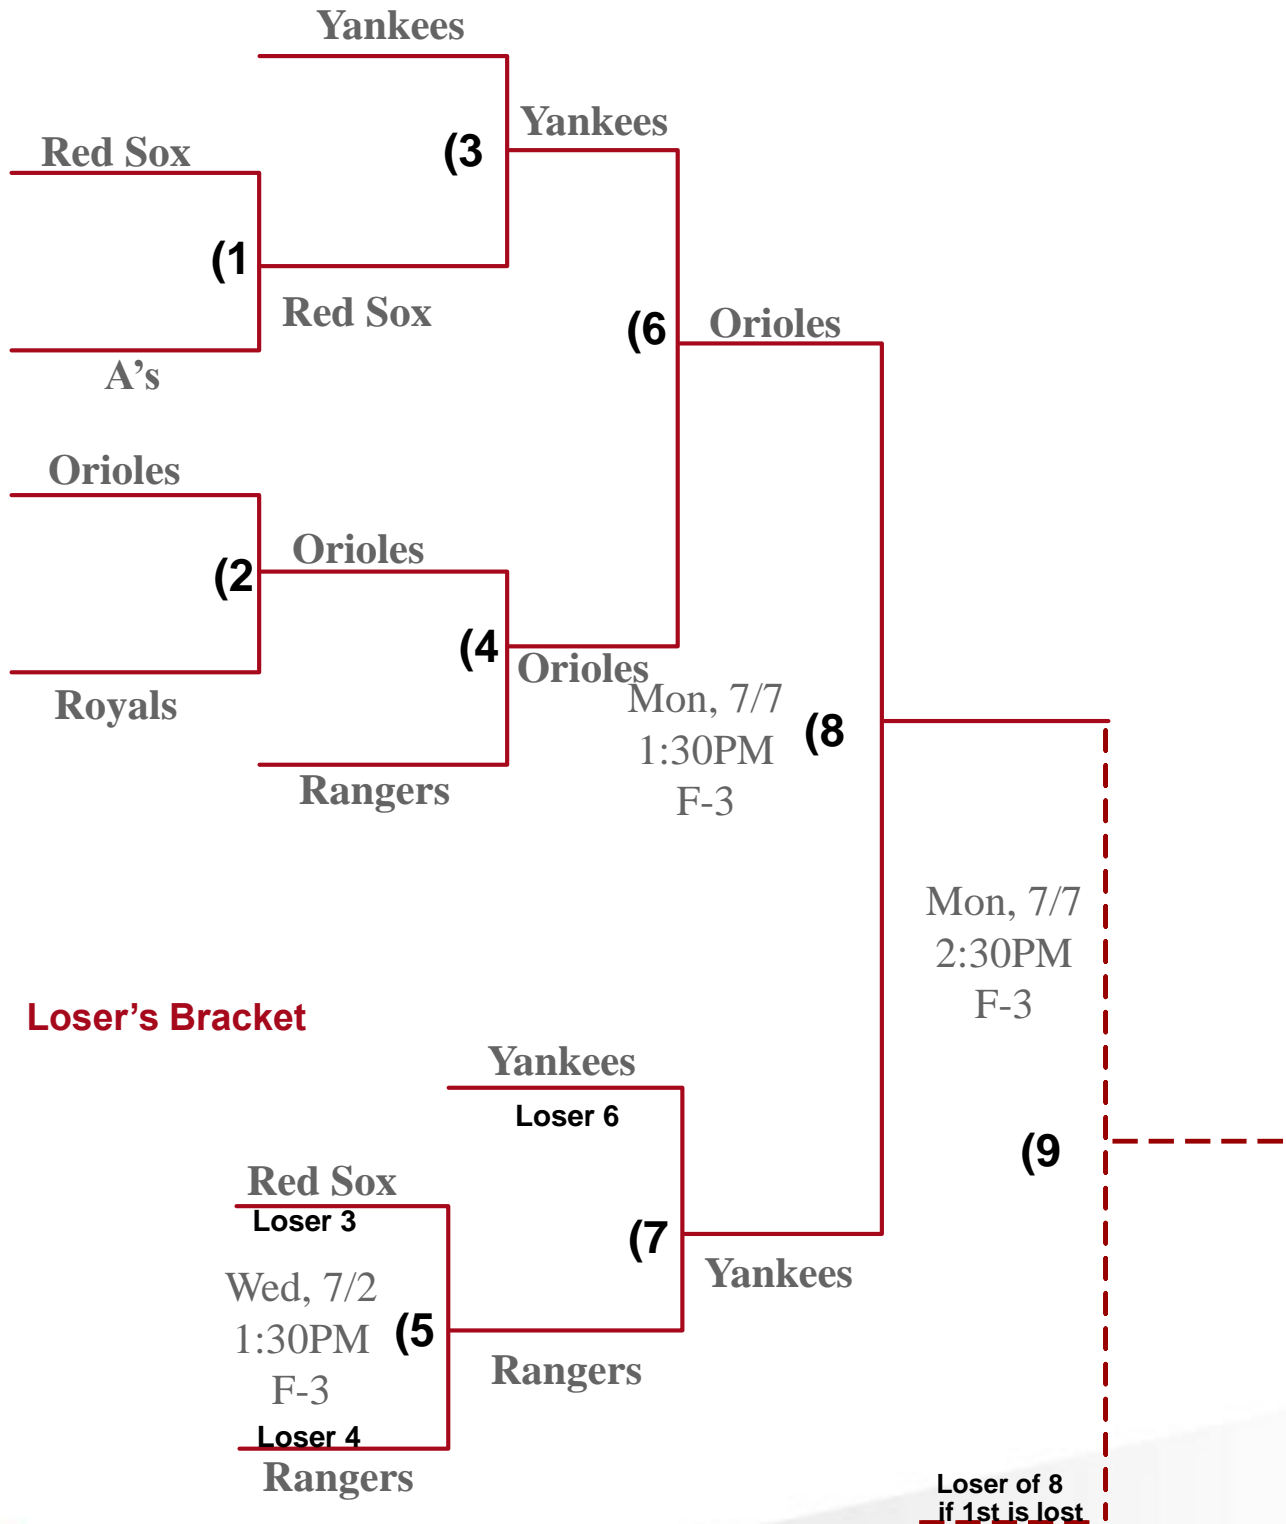 Yankees
Red Sox
(3
Yankees
(1
Red Sox
A's
(6
Orioles
Orioles
(2
Orioles
Royals
(4
Orioles
Rangers
Mon, 7/7
1:30PM
F-3
(8
Mon, 7/7
2:30PM
F-3
Loser's Bracket
Yankees
Loser 6
(9
Red Sox
Loser 3
(7
Yankees
Wed, 7/2
1:30PM
F-3
(5
Rangers
Loser 4
Rangers
Loser of 8
if 1st is lost